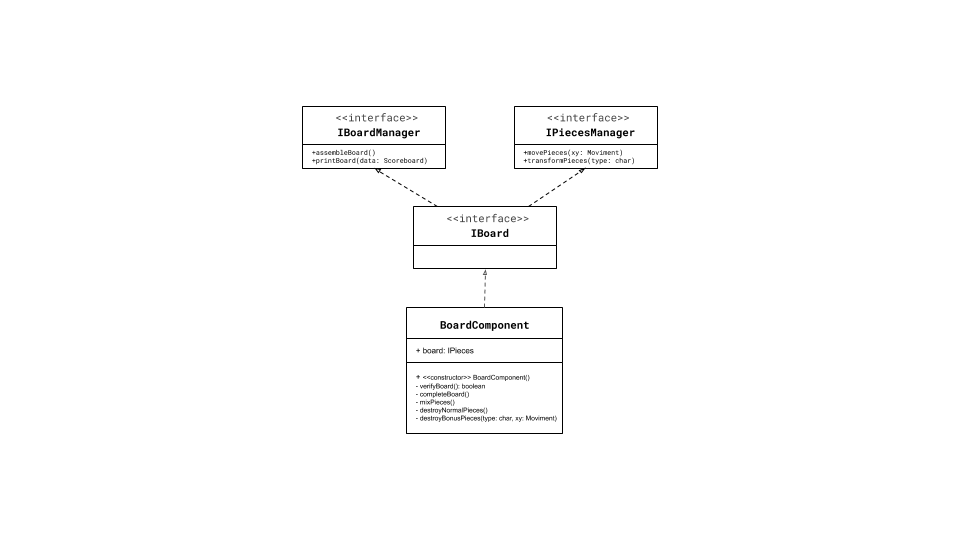 <<interface>>
IBoardManager
+assembleBoard()
+printBoard(data: Scoreboard)
<<interface>>
IPiecesManager
+movePieces(xy: Moviment)
+transformPieces(type: char)
<<interface>>
IBoard
BoardComponent
+ board: IPieces
+ <<constructor>> BoardComponent()
- verifyBoard(): boolean
- completeBoard()
- mixPieces()
- destroyNormalPieces()
- destroyBonusPieces(type: char, xy: Moviment)